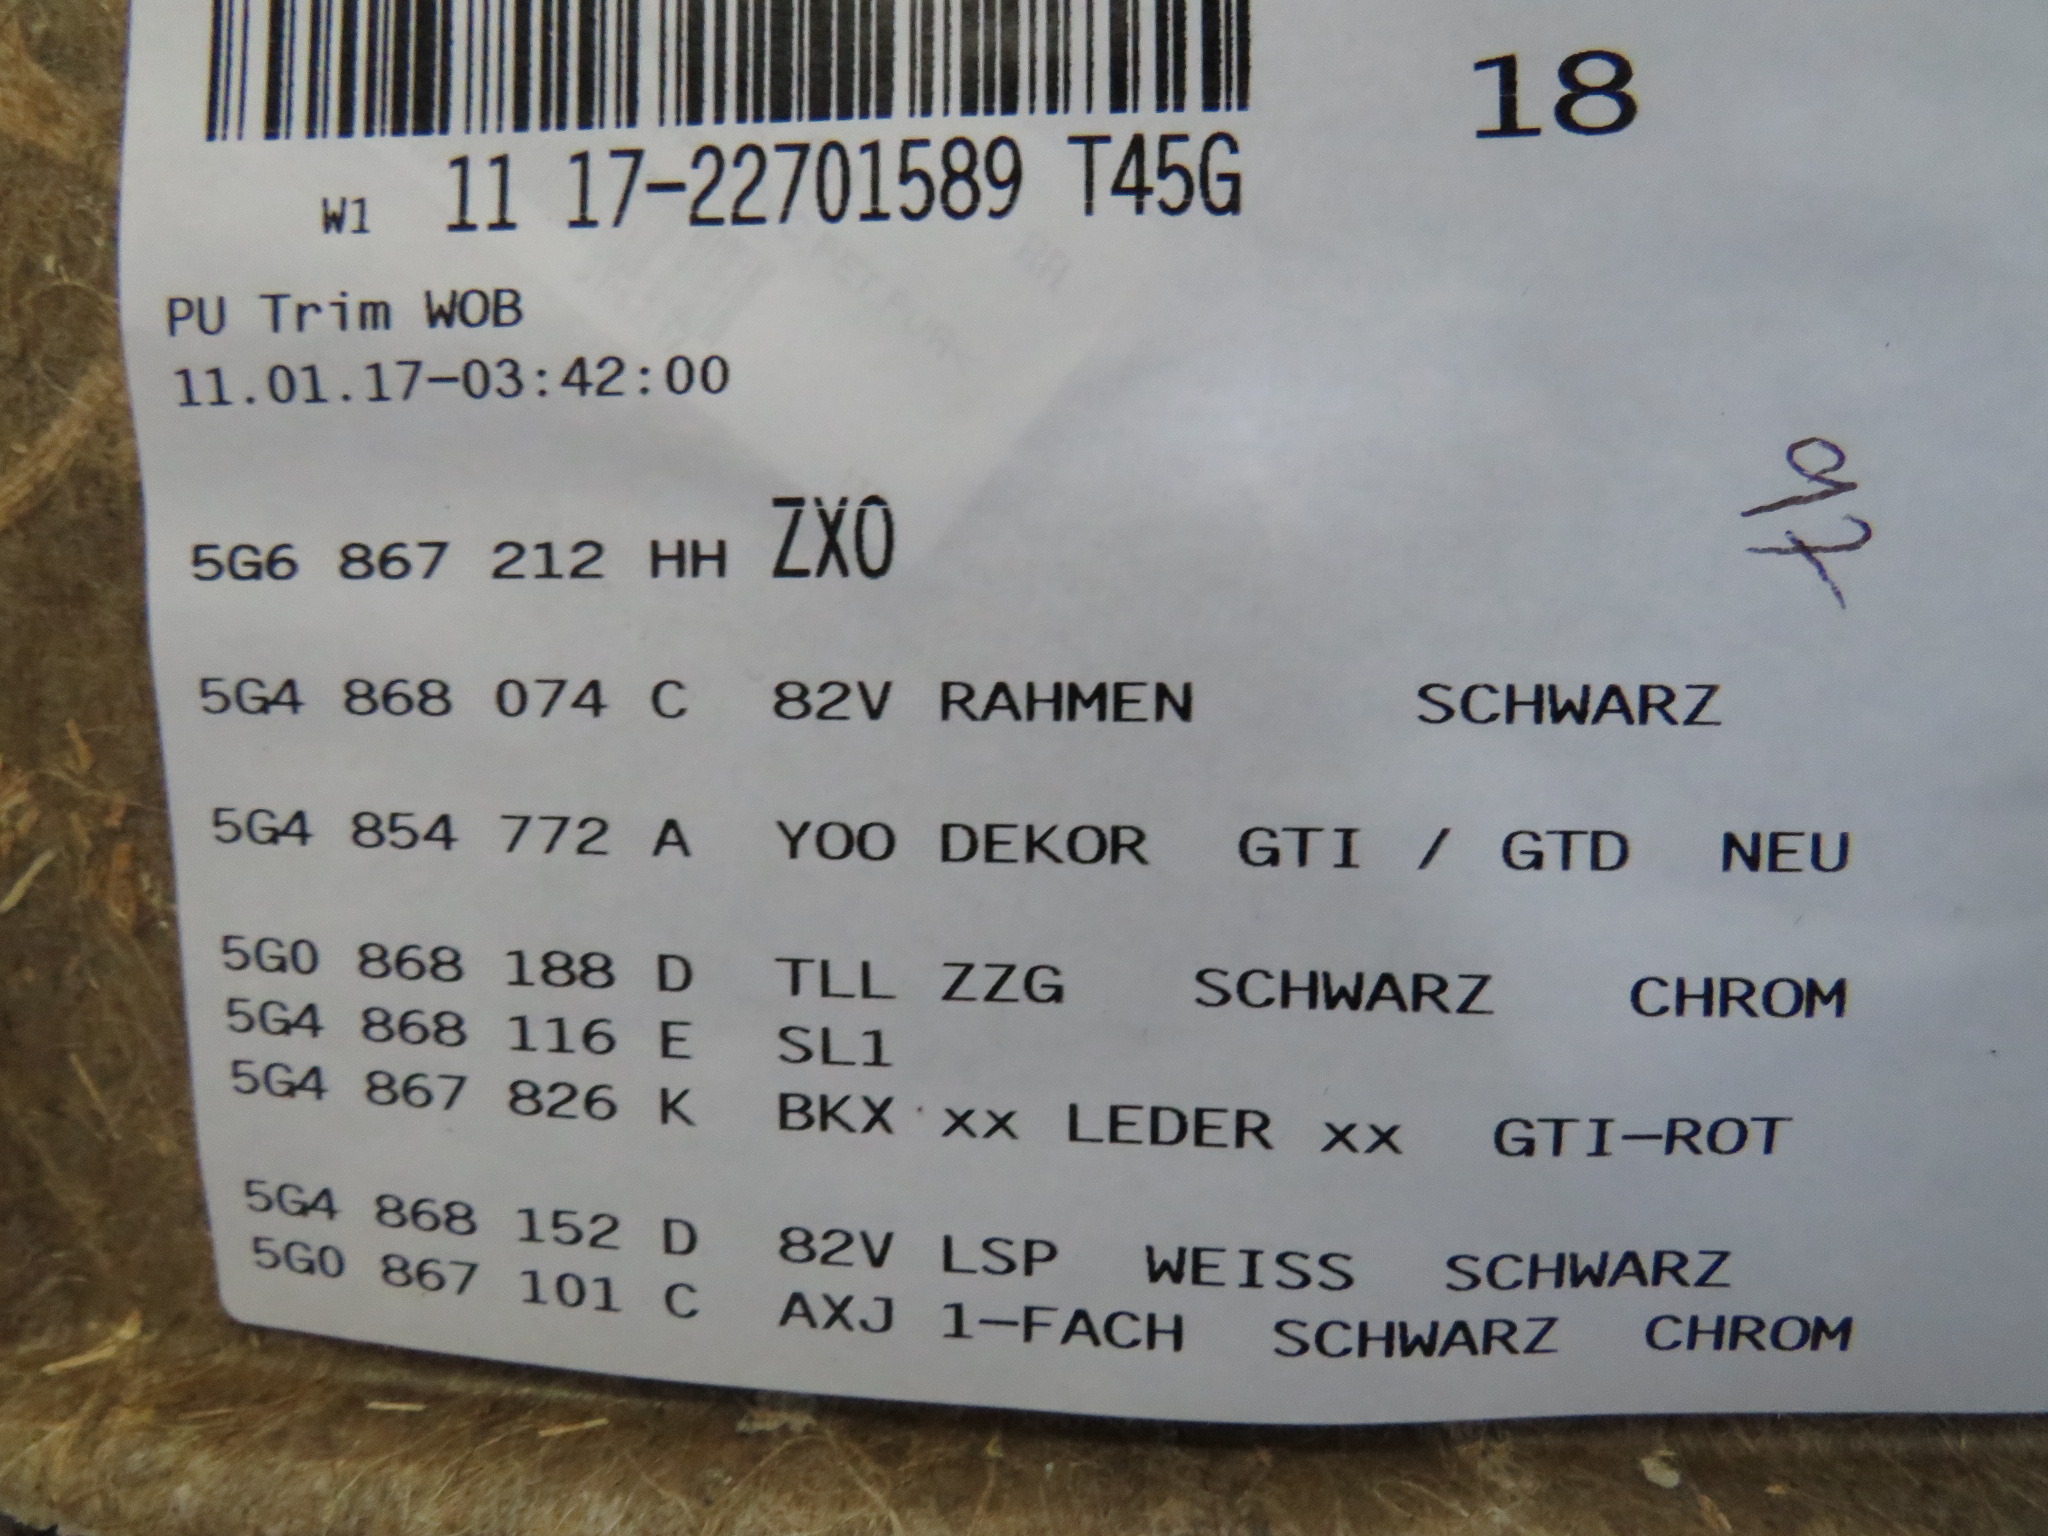 18
W1 11 17-22701589 T45G
PU Trim WOB
11.01.17-03:42:00
97
5G6 867 212 HH ZXO
5G4 868 074 C 82V RAHMEN SCHWARZ
5G4 854 772 A YOO DEKOR GTI / GTD NEU
5G0 868 188 D TLL ZZG SCHWARZ CHROM
5G4 868 116 E SL1
5G4 867 826 K BKX xx LEDER xx GTI-ROT
5G4 868 152 D 82V LSP WEISS SCHWARZ
5G0 867 101 C AXJ 1-FACH SCHWARZ CHROM